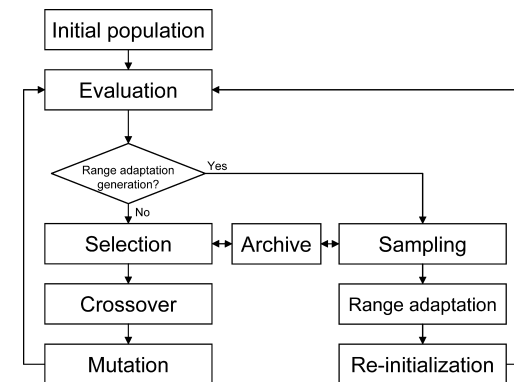 Initial population
Evaluation
Range adaptation
generation?
Yes
No
Selection
Archive
Sampling
Crossover
Range adaptation
Mutation
Re-initialization